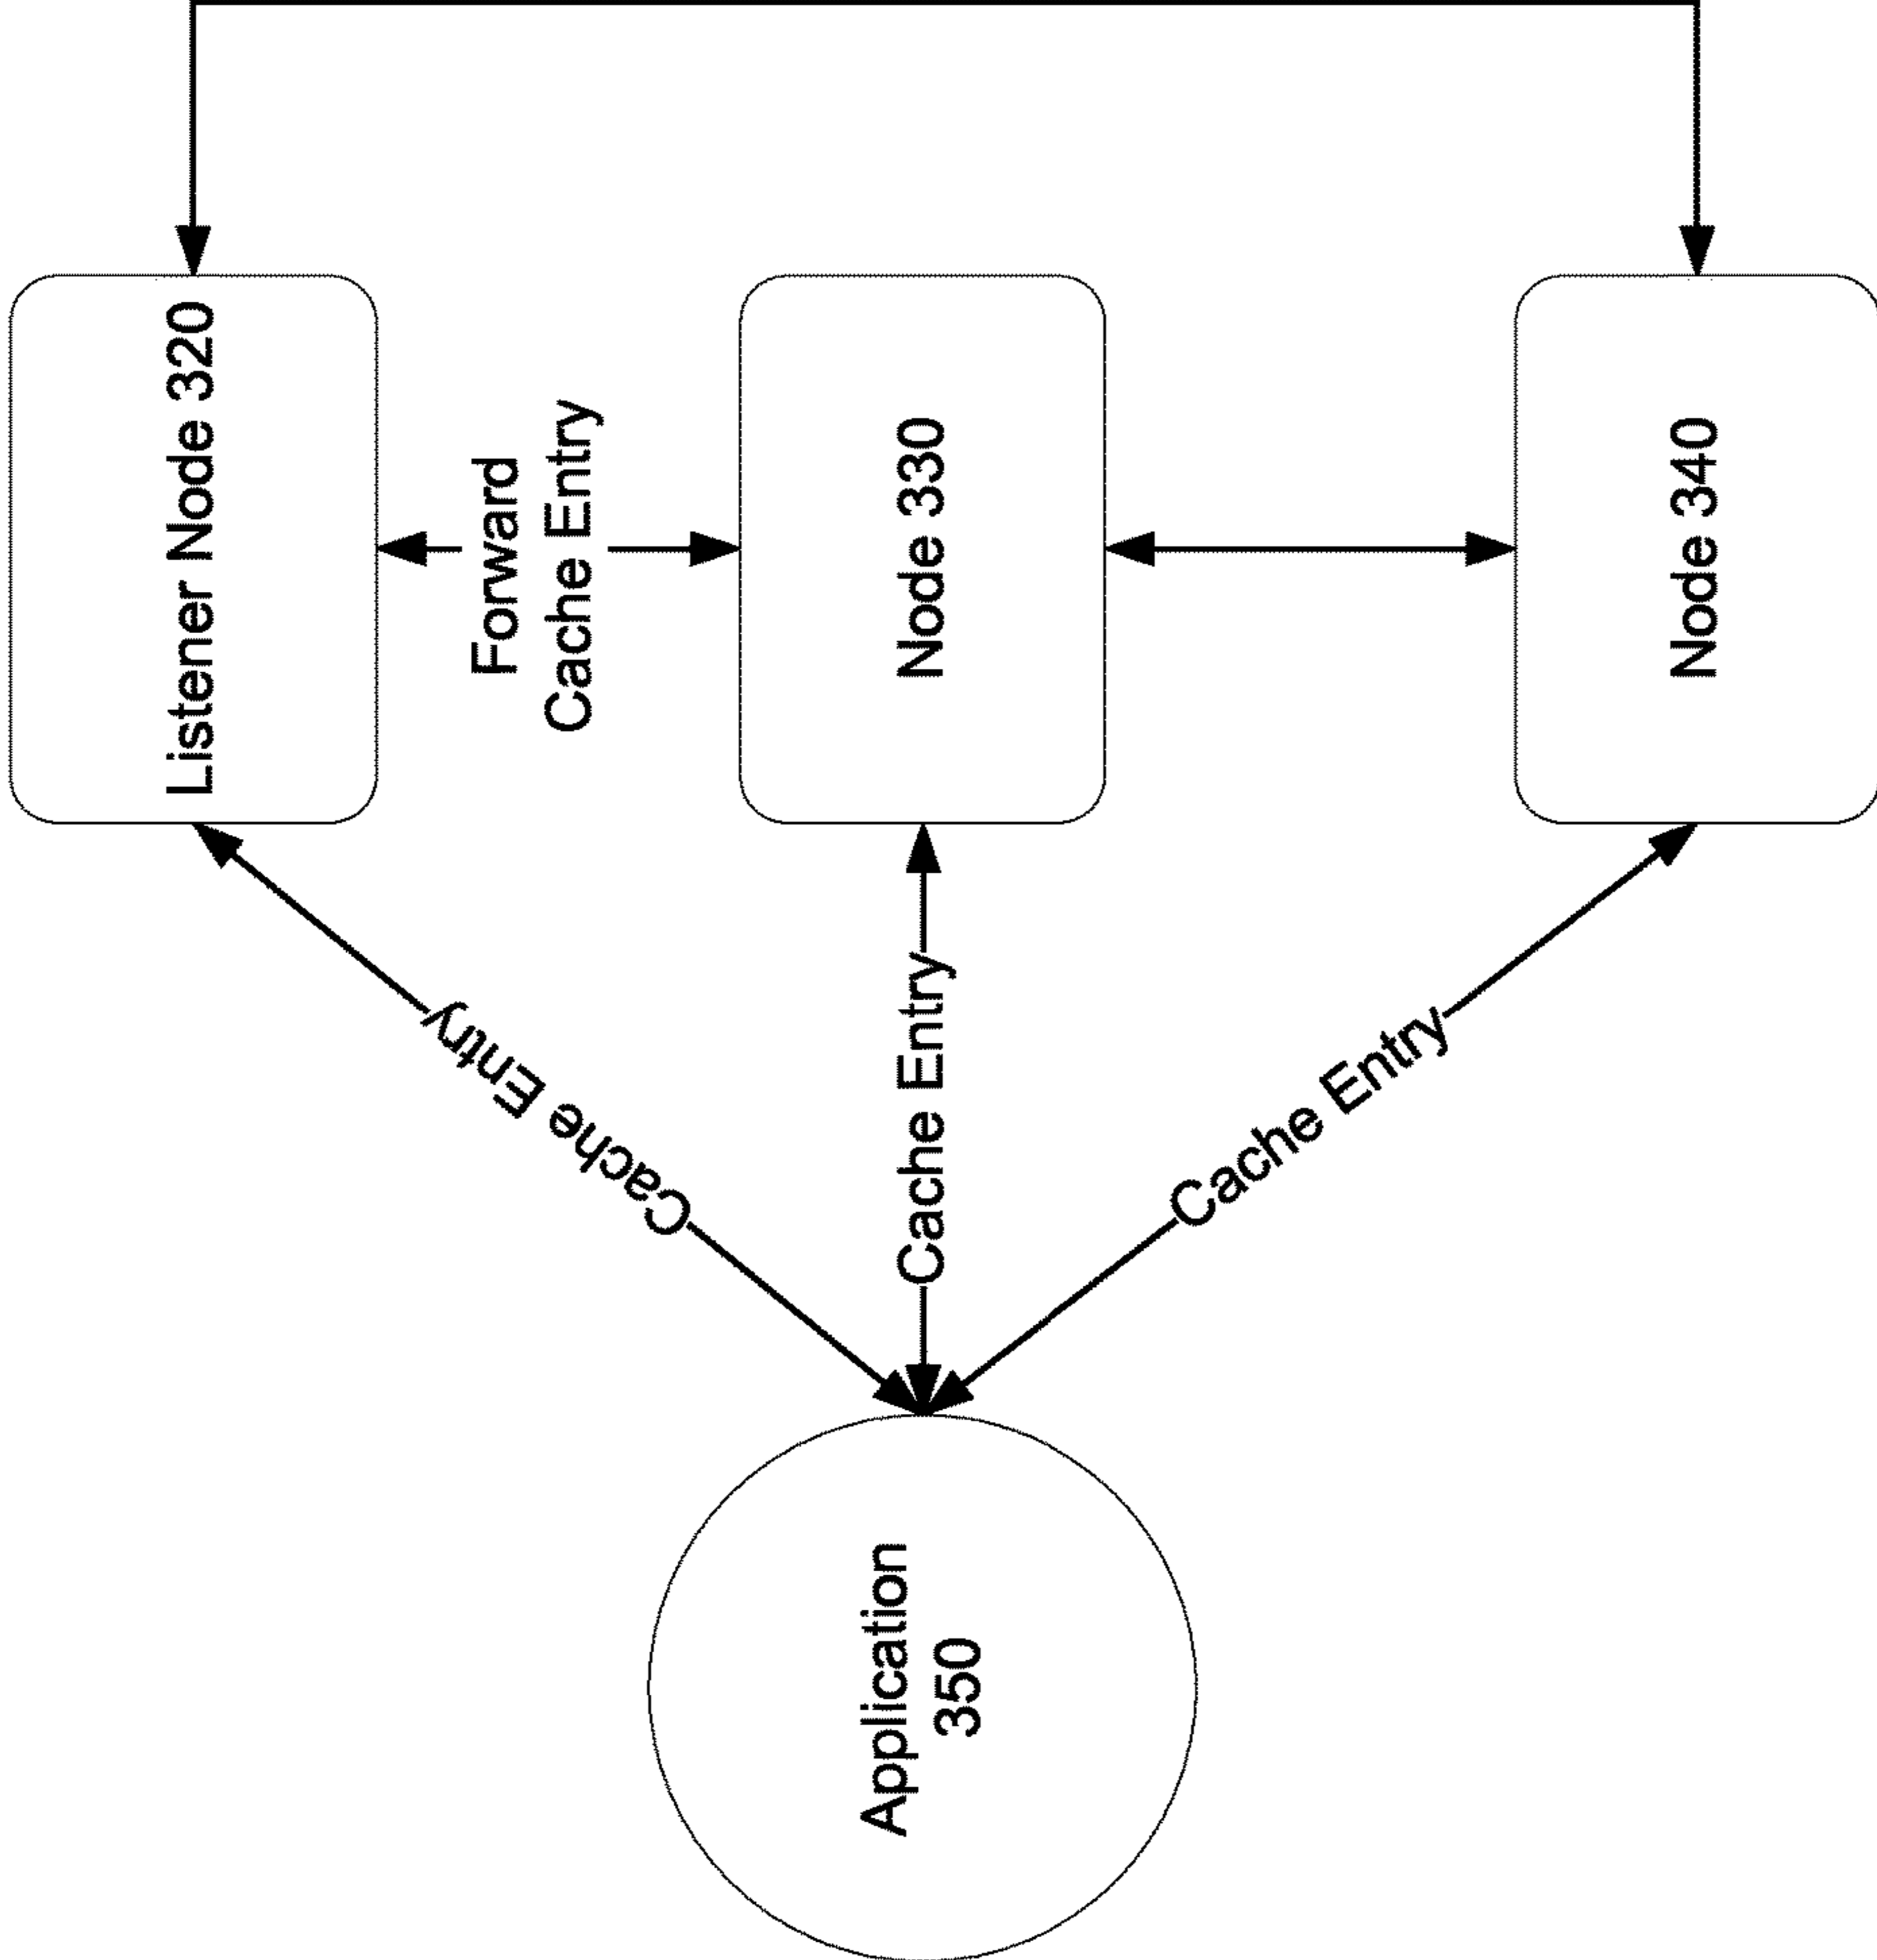 Listener Node 320
Forward
Cache Entry
Node 330
Node 340
Cache Entry
Cache Entry
Cache Entry
Application
350